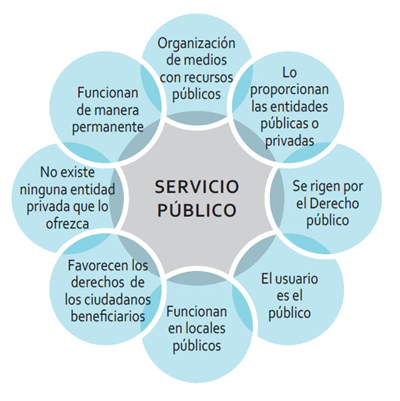 Organización
de medios
con recursos
públicos
Lo
proporcionan
las entidades
públicas o
privadas
Se rigen por
el Derecho
público
El usuario
es el
público
Funcionan
en locales
públicos
Favorecen los
derechos de
los ciudadanos
beneficiarios
No existe
ninguna entidad
privada que lo
ofrezca
Funcionan
de manera
permanente
SERVICIO
PÚBLICO